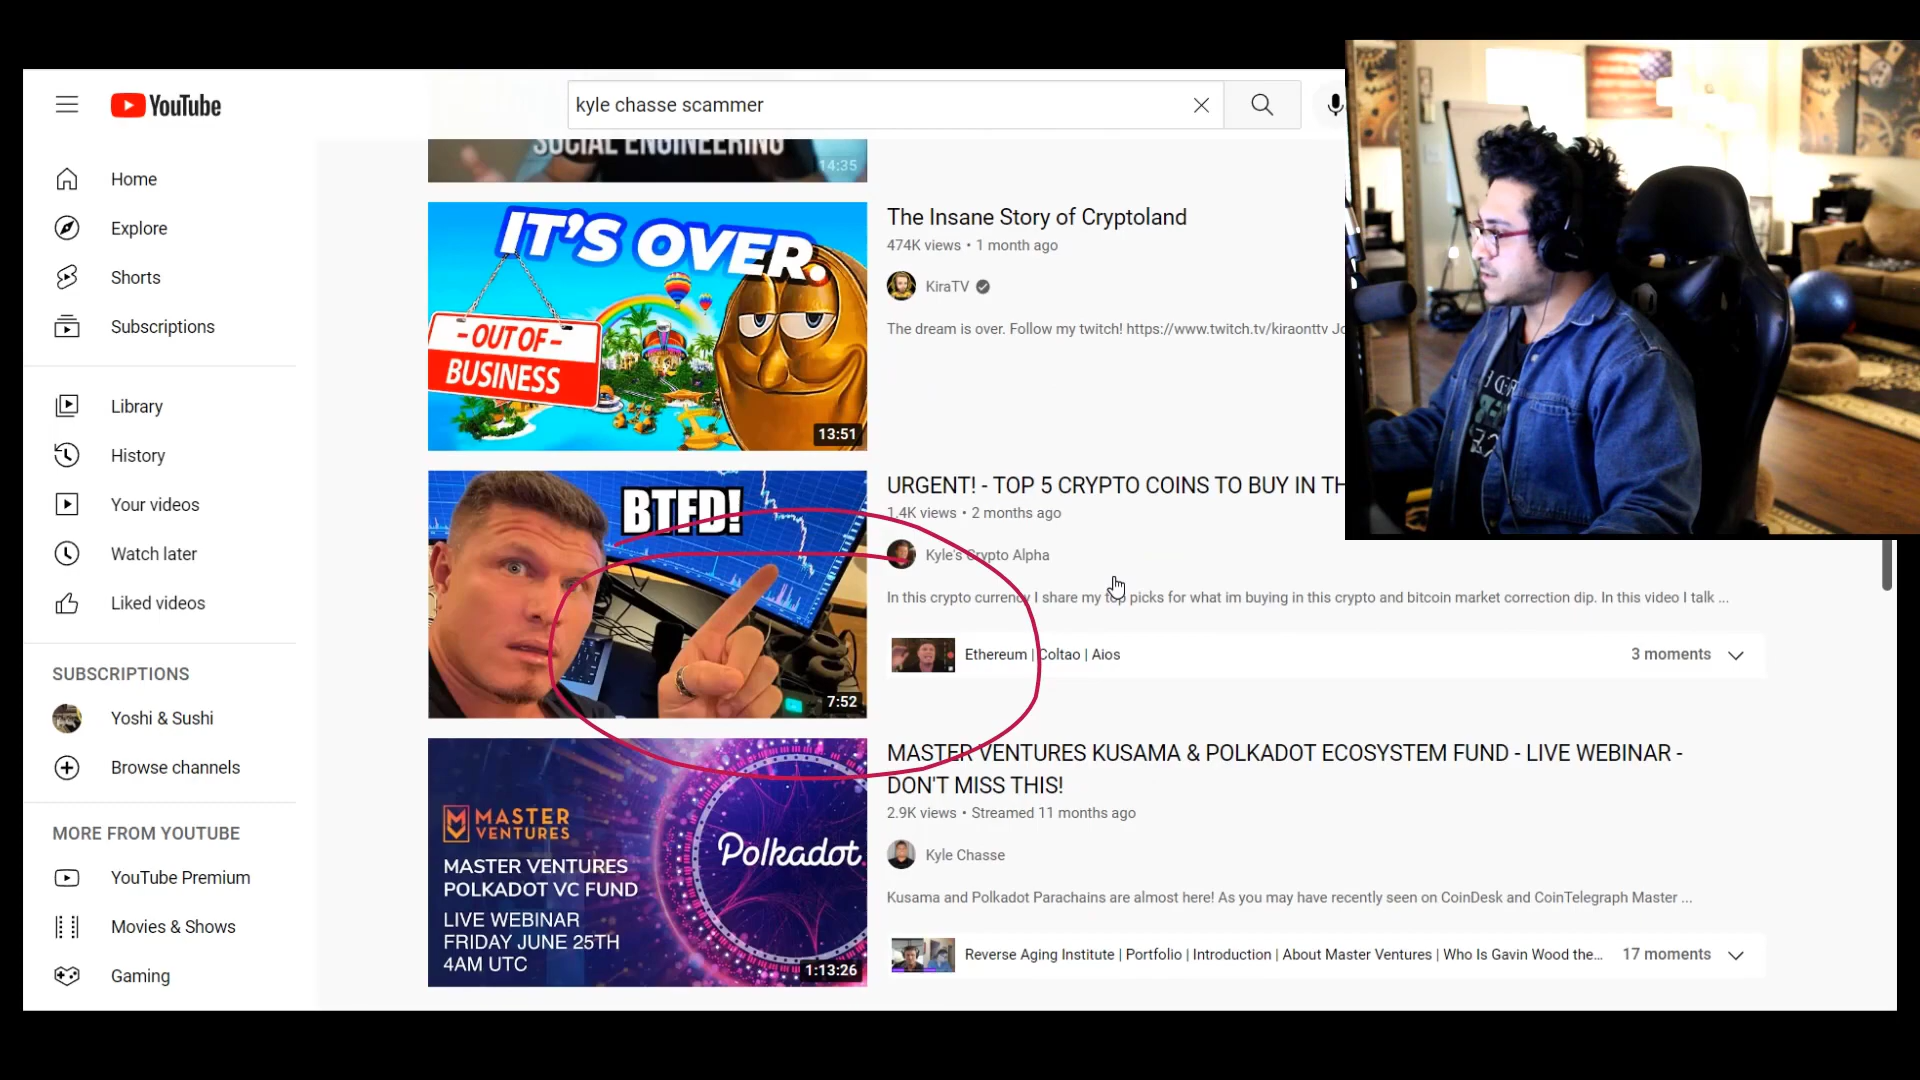 YouTube
kyle chasse scammer
Home
Explore
Shorts
Subscriptions
Library
History
Your videos
Watch later
Liked videos
SUBSCRIPTIONS
Yoshi & Sushi
Browse channels
MORE FROM YOUTUBE
YouTube Premium
Movies & Shows
Gaming
SOCIAL ENGINEERING
14:35
IT'S OVER.
-OUT OF-
BUSINESS
13:51
The Insane Story of Cryptoland
474K views • 1 month ago
KiraTV
The dream is over. Follow my twitch! https://www.twitch.tv/kiraonttv Jo
BTFD!
7:52
URGENT! - TOP 5 CRYPTO COINS TO BUY IN TH
1.4K views • 2 months ago
Kyle's Crypto Alpha
In this crypto currency I share my top picks for what im buying in this crypto and bitcoin market correction dip. In this video I talk ...
Ethereum | Coltao | Aios
3 moments
MASTER
VENTURES
Polkadot
MASTER VENTURES
POLKADOT VC FUND
LIVE WEBINAR
FRIDAY JUNE 25TH
4AM UTC
1:13:26
MASTER VENTURES KUSAMA & POLKADOT ECOSYSTEM FUND - LIVE WEBINAR -
DON'T MISS THIS!
2.9K views • Streamed 11 months ago
Kyle Chasse
Kusama and Polkadot Parachains are almost here! As you may have recently seen on CoinDesk and CoinTelegraph Master ...
Reverse Aging Institute | Portfolio | Introduction | About Master Ventures | Who Is Gavin Wood the...
17 moments